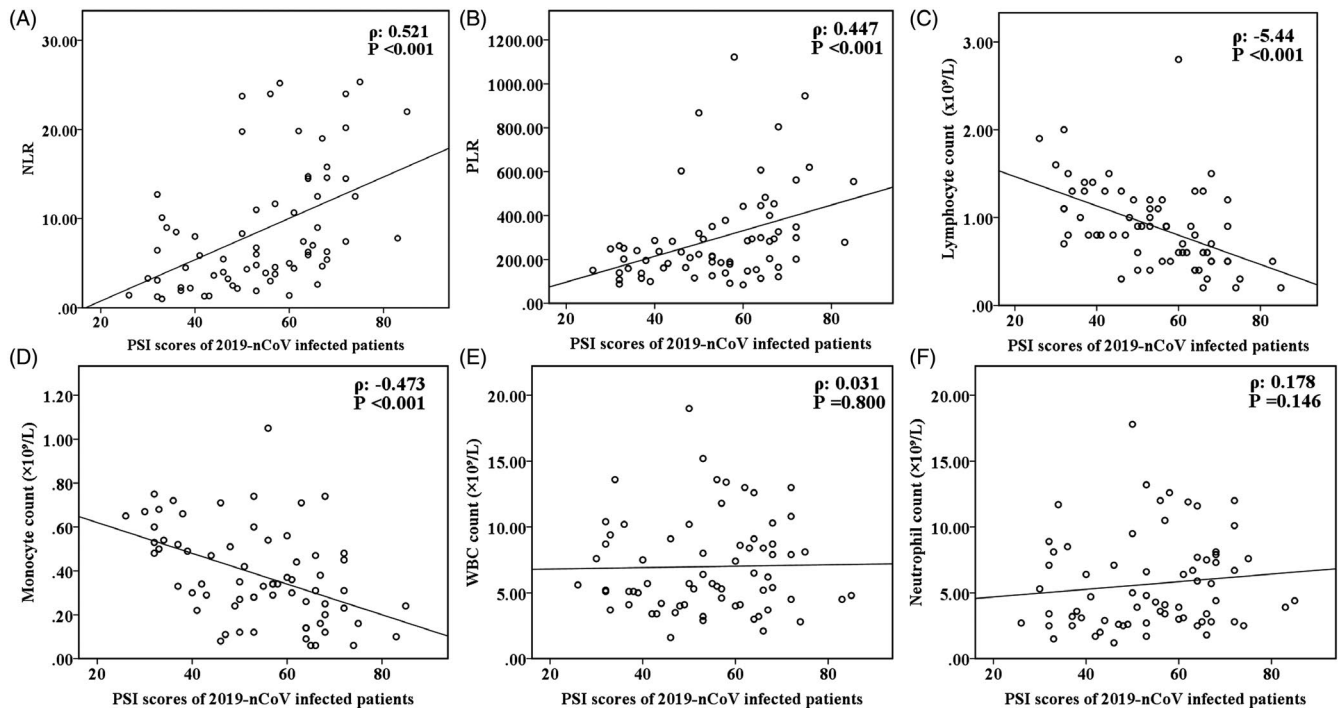 (A)
ρ: 0.521
P <0.001
30.00
20.00
10.00
.00
NLR
20 40 60 80
PSI scores of 2019-nCoV infected patients
(B)
ρ: 0.447
P <0.001
1200.00
1000.00
800.00
600.00
400.00
200.00
.00
PLR
20 40 60 80
PSI scores of 2019-nCoV infected patients
(C)
ρ: -5.44
P <0.001
3.00
2.00
1.00
.00
Lymphocyte count (x10⁹/L)
20 40 60 80
PSI scores of 2019-nCoV infected patients
(D)
ρ: -0.473
P <0.001
1.20
1.00
.80
.60
.40
.20
.00
Monocyte count (×10⁹/L)
20 40 60 80
PSI scores of 2019-nCoV infected patients
(E)
ρ: 0.031
P =0.800
20.00
15.00
10.00
5.00
.00
WBC count (×10⁹/L)
20 40 60 80
PSI scores of 2019-nCoV infected patients
(F)
ρ: 0.178
P =0.146
20.00
15.00
10.00
5.00
.00
Neutrophil count (×10⁹/L)
20 40 60 80
PSI scores of 2019-nCoV infected patients